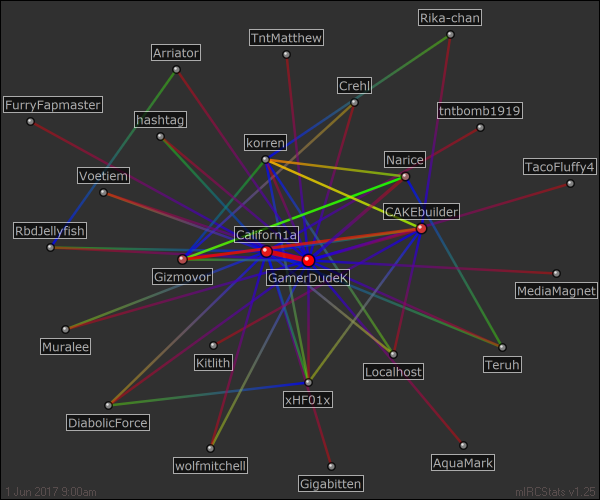 Rika-chan
TntMatthew
Arriator
Crehl
FurryFapmaster
tntbomb1919
hashtag
korren
Narice
TacoFluffy4
Voetiem
CAKEbuilder
RbdJellyfish
Californ1a
Gizmovor
GamerDudeK
MediaMagnet
Muralee
Kitlith
Localhost
Teruh
xHF01x
DiabolicForce
wolfmitchell
AquaMark
Gigabitten
1 Jun 2017 9:00am
mIRCStats v1.25